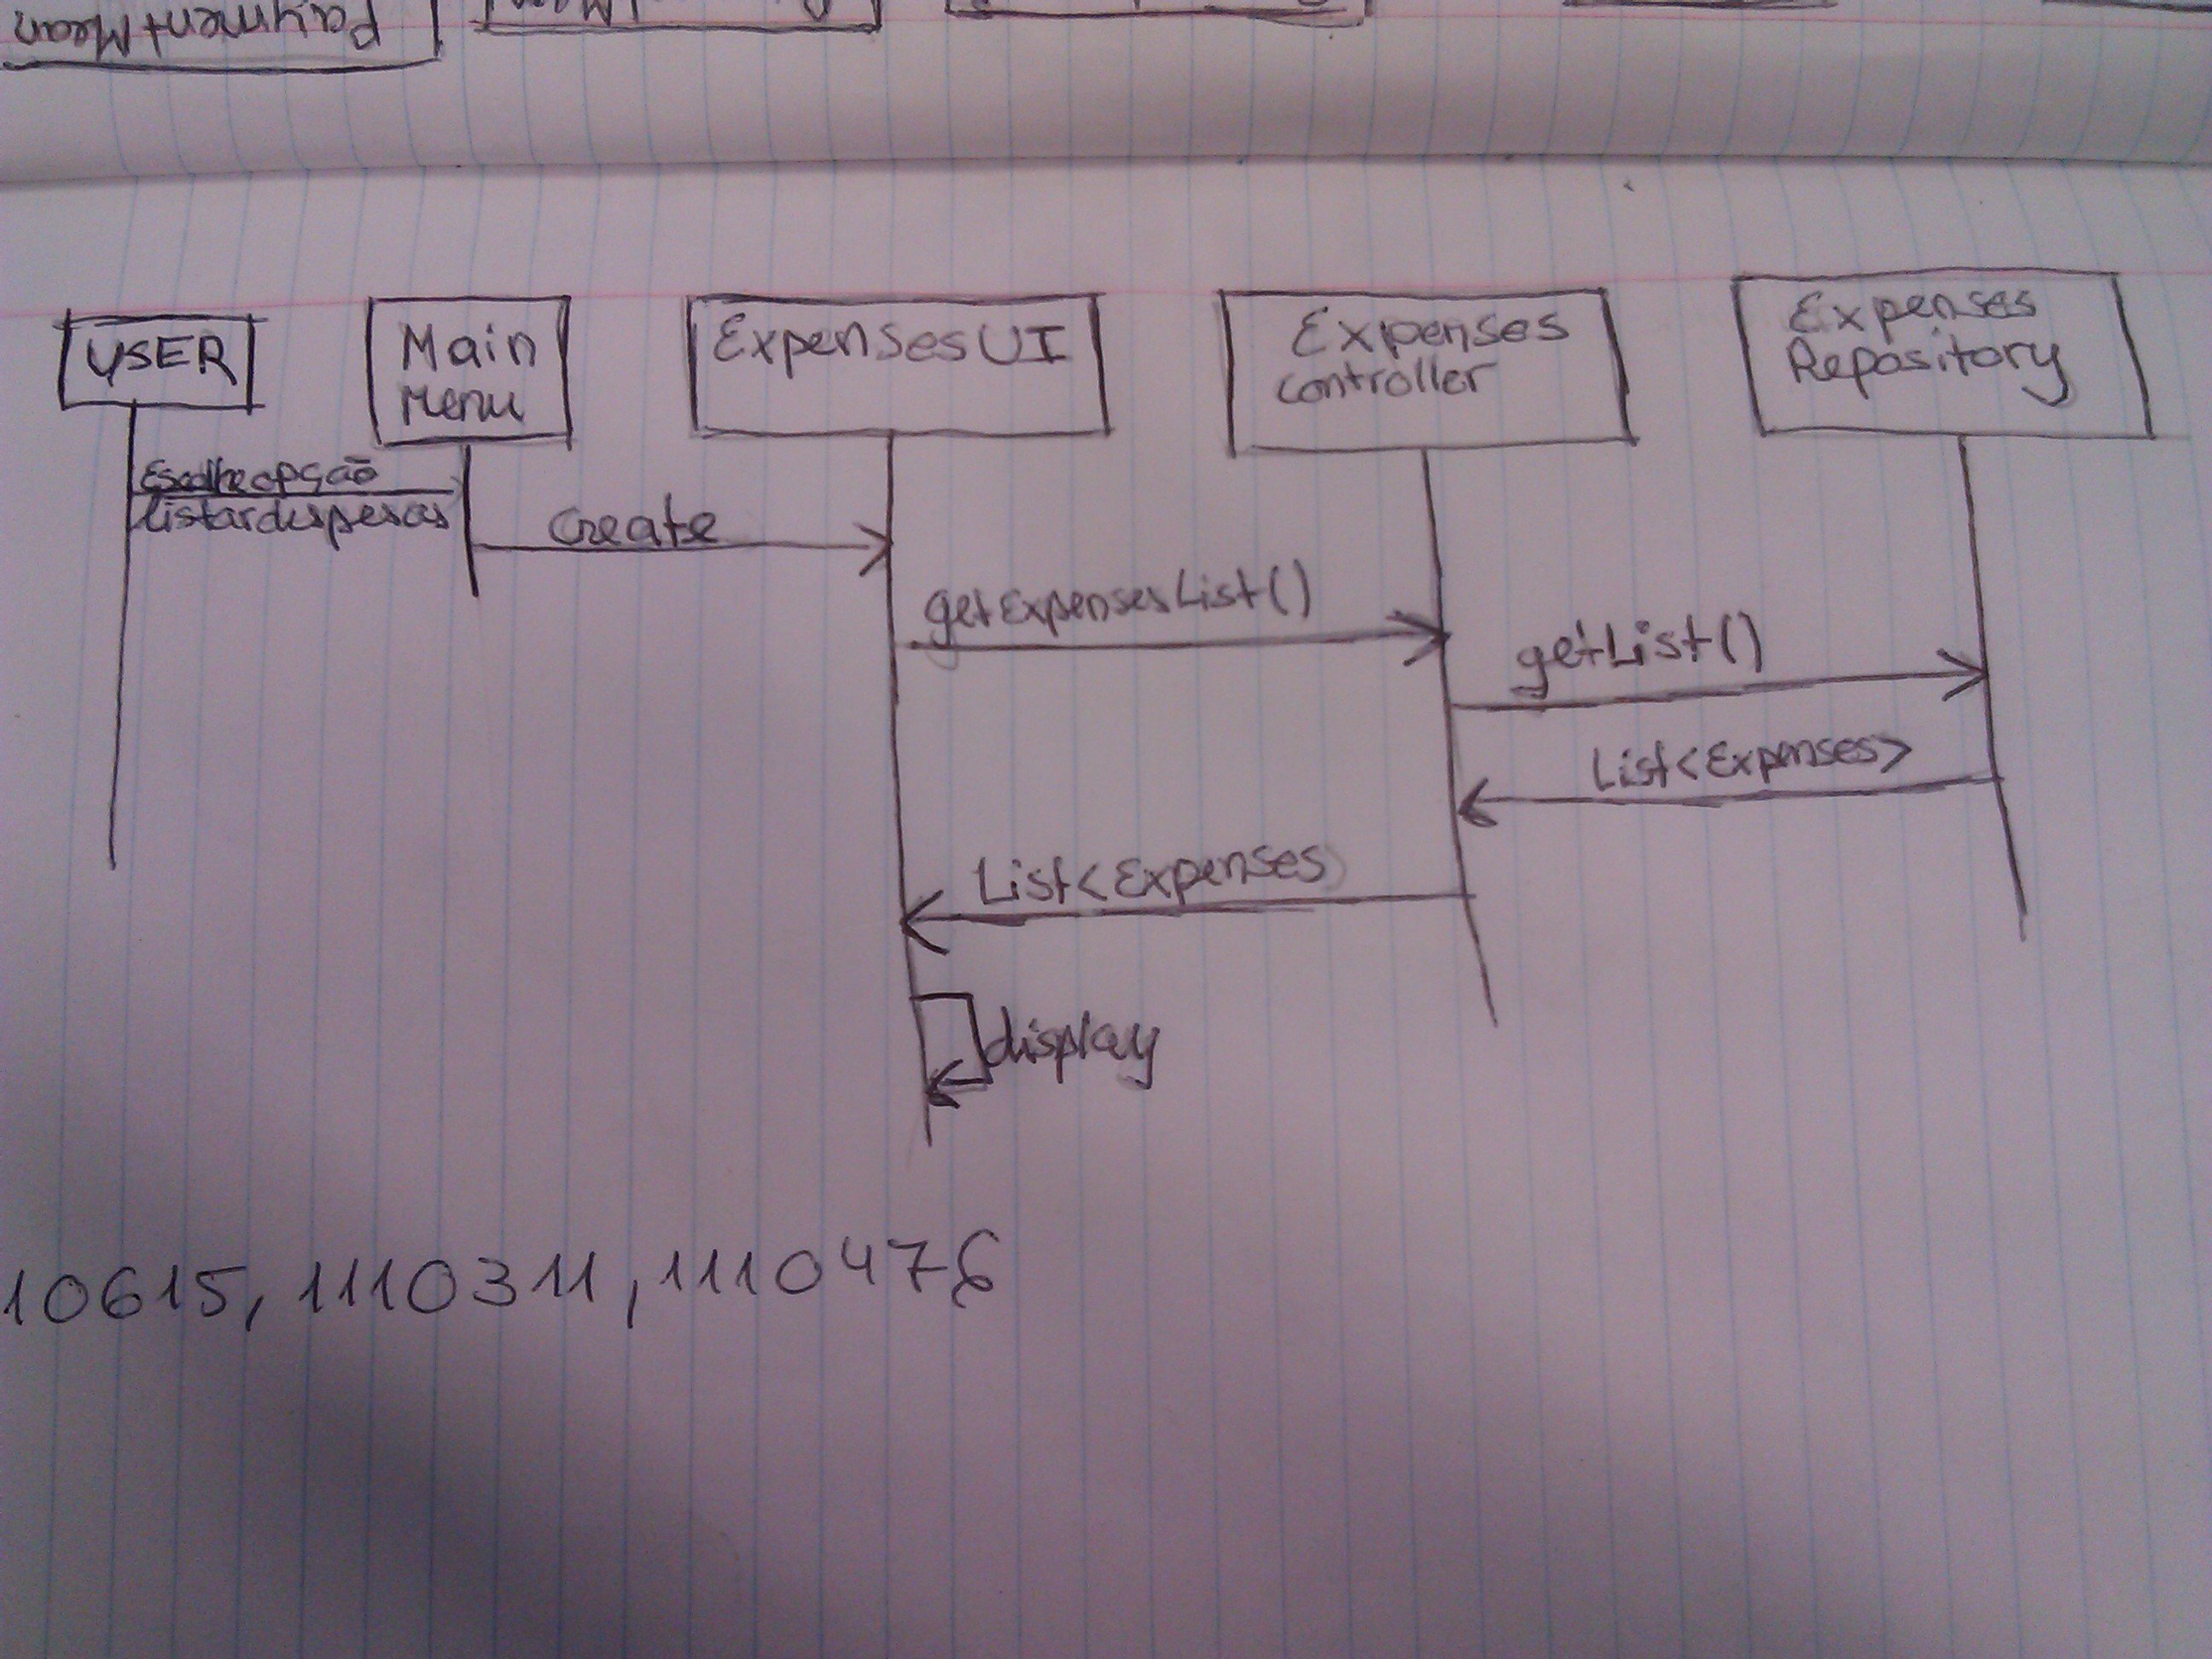 PaymentMean
USER
Main
Menu
ExpensesUI
Expenses
controller
Expenses
Repository
Escolhe opção
listar despesas
create
getExpensesList()
getList()
List<Expenses>
List<Expenses>
display
10615, 1110311, 1110476